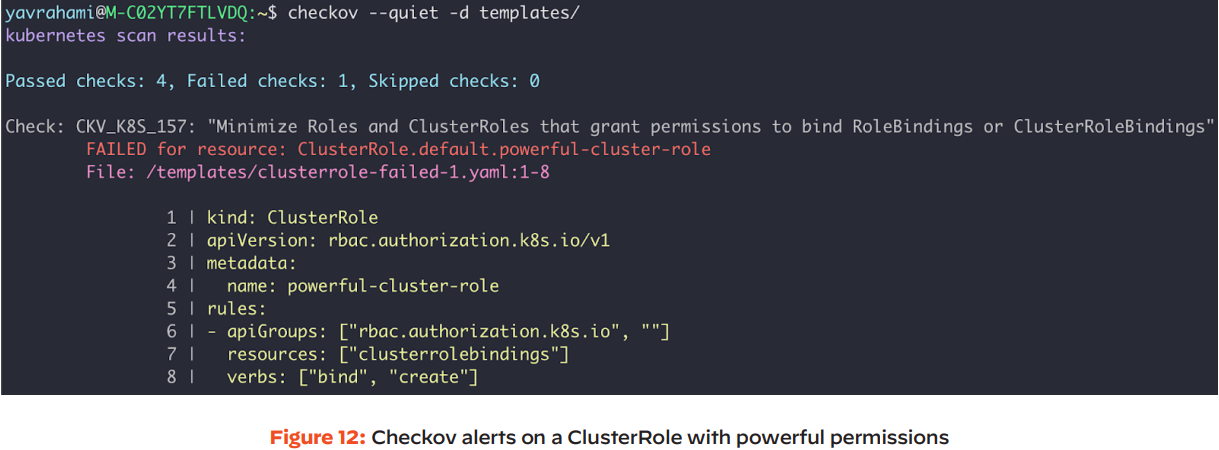 yavrahami@M-C02YT7FTLVDQ:~$ checkov --quiet -d templates/
kubernetes scan results:
Passed checks: 4, Failed checks: 1, Skipped checks: 0
Check: CKV_K8S_157: "Minimize Roles and ClusterRoles that grant permissions to bind RoleBindings or ClusterRoleBindings"
FAILED for resource: ClusterRole.default.powerful-cluster-role
File: /templates/clusterrole-failed-1.yaml:1-8
1 | kind: ClusterRole
2 | apiVersion: rbac.authorization.k8s.io/v1
3 | metadata:
4 |   name: powerful-cluster-role
5 | rules:
6 | - apiGroups: ["rbac.authorization.k8s.io", ""]
7 |   resources: ["clusterrolebindings"]
8 |   verbs: ["bind", "create"]
Figure 12: Checkov alerts on a ClusterRole with powerful permissions